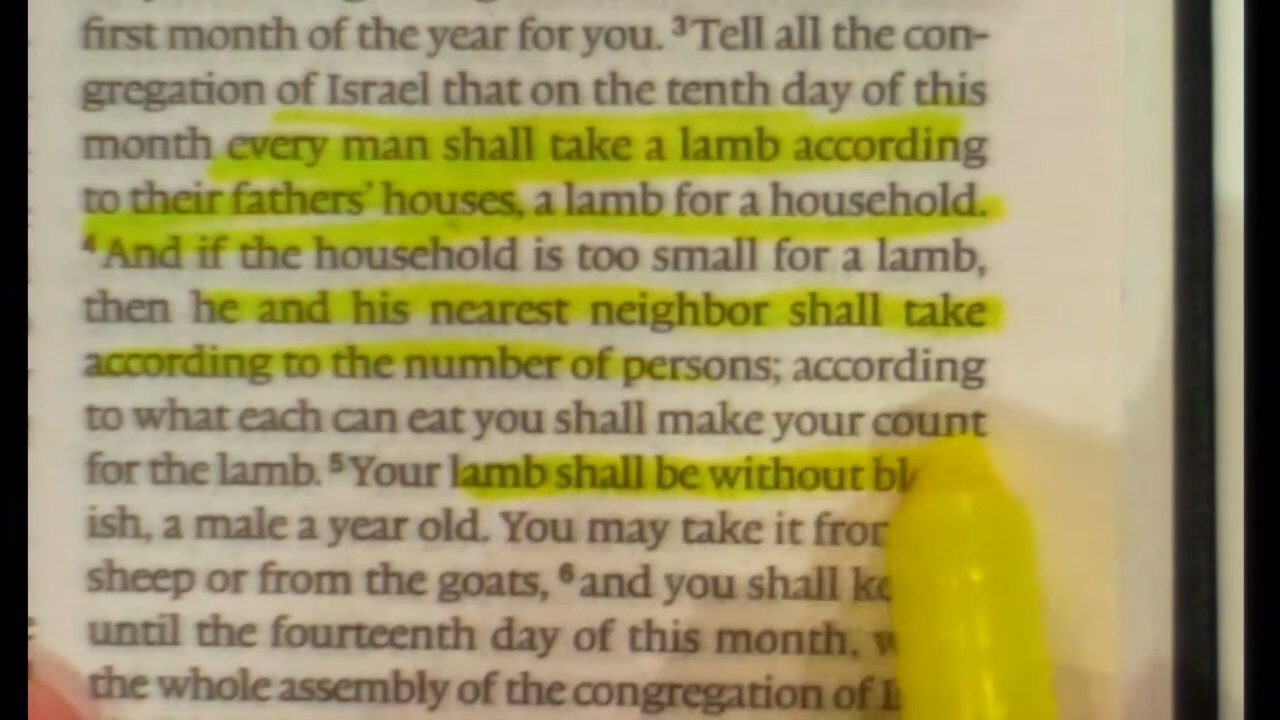 first month of the year for you. ³Tell all the con-
gregation of Israel that on the tenth day of this
month every man shall take a lamb according
to their fathers' houses, a lamb for a household.
⁴And if the household is too small for a lamb,
then he and his nearest neighbor shall take
according to the number of persons; according
to what each can eat you shall make your count
for the lamb. ⁵Your lamb shall be without
ish, a male a year old. You may take it
sheep or from the goats, ⁶and you shall
until the fourteenth day of this month,
the whole assembly of the congregation of